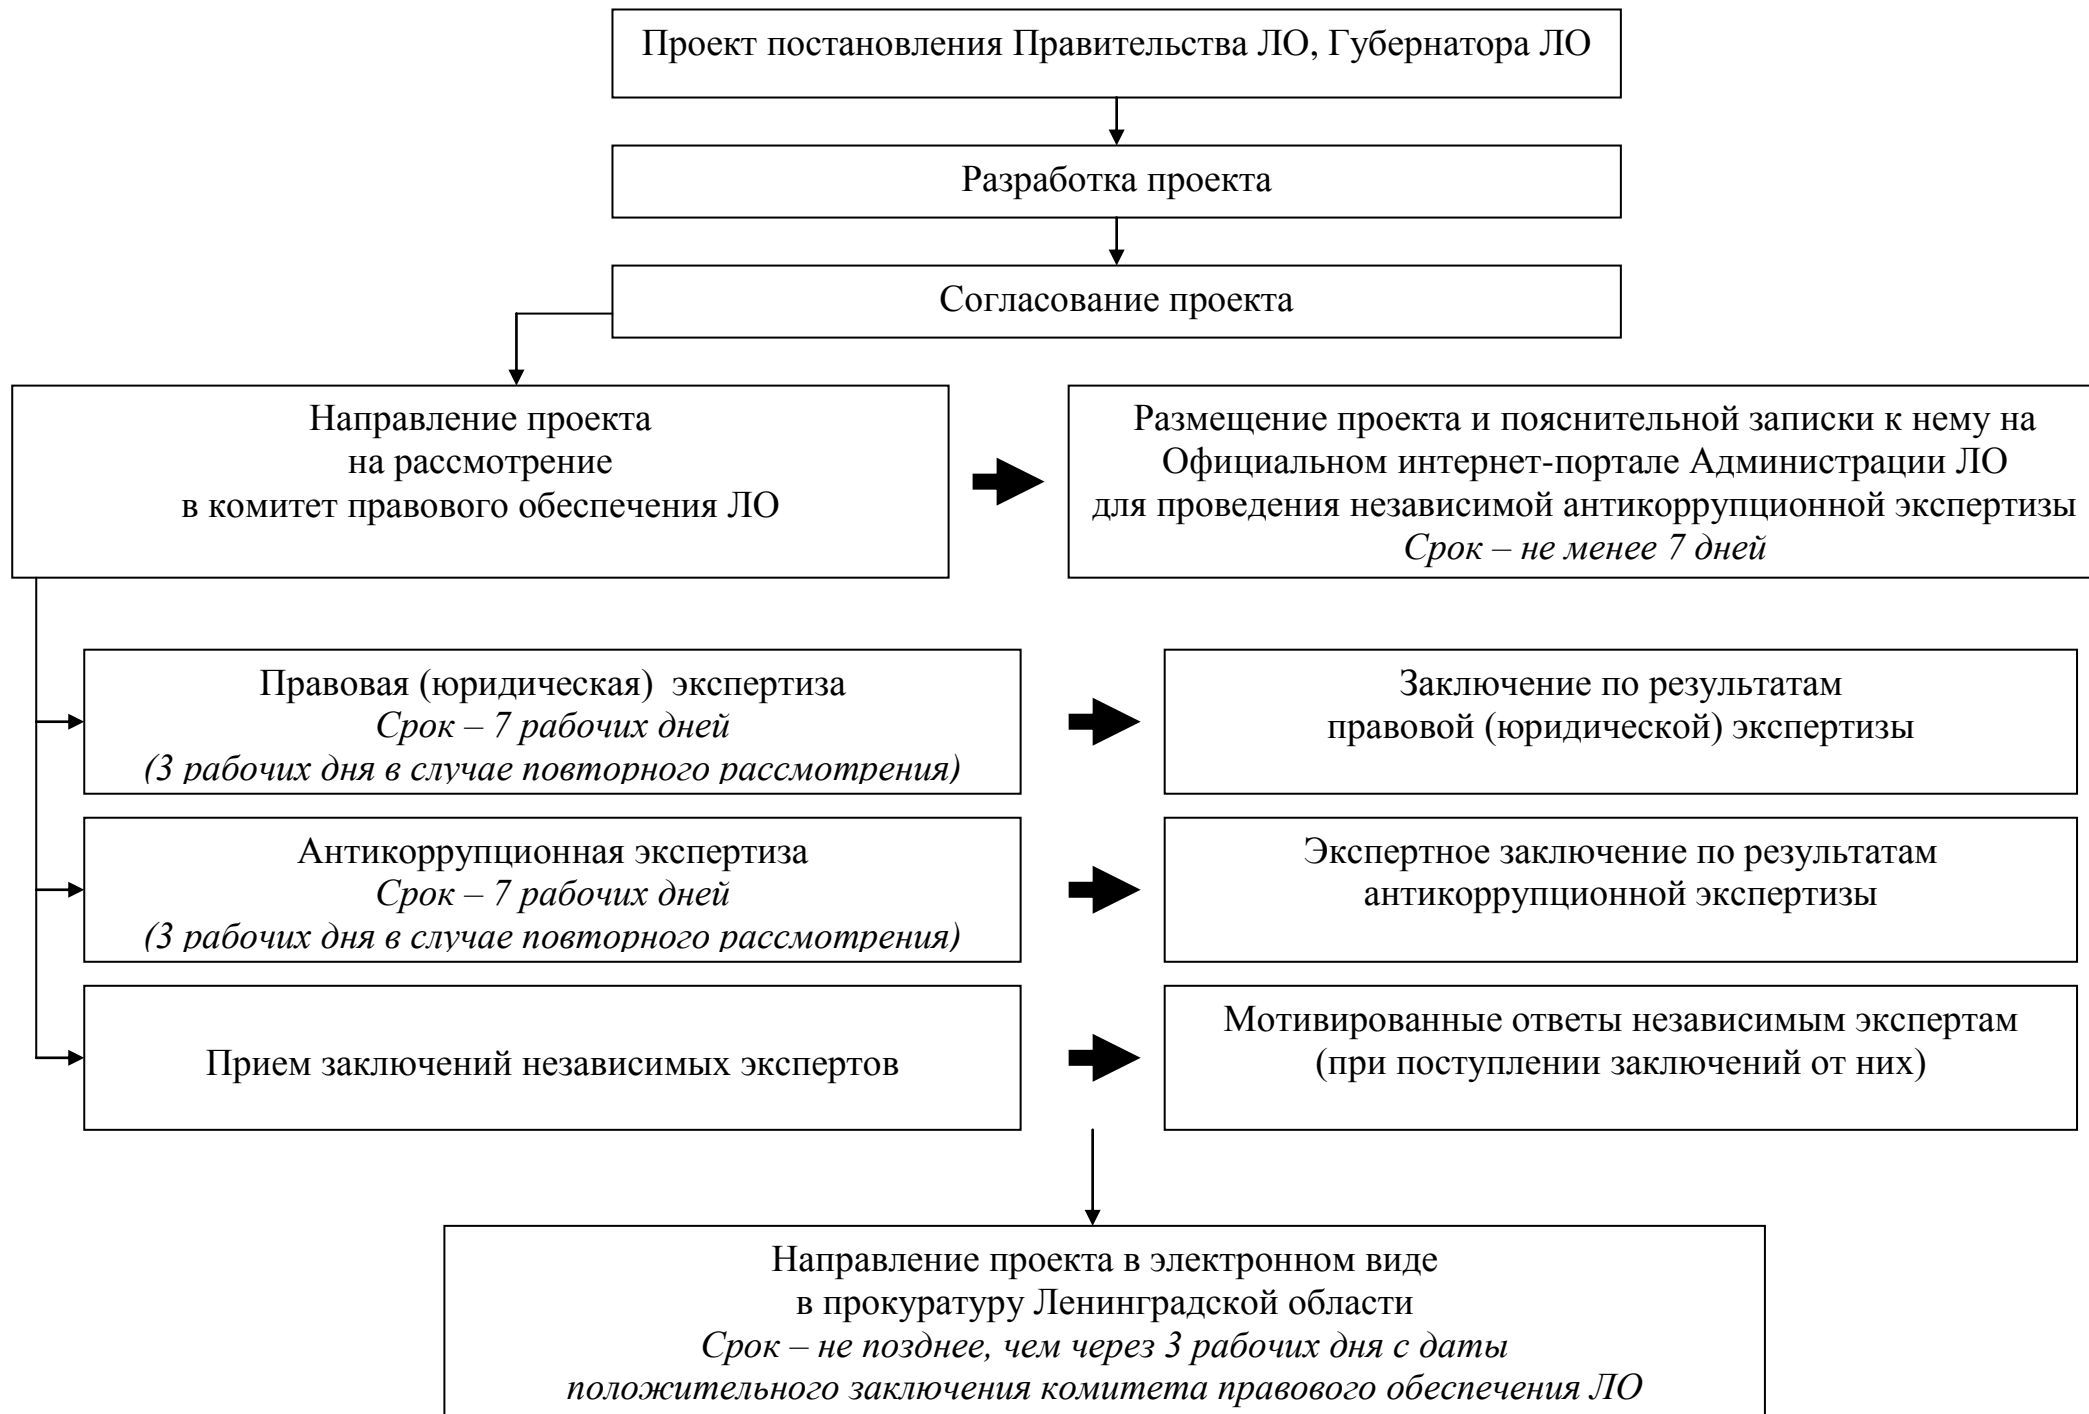 Проект постановления Правительства ЛО, Губернатора ЛО
Разработка проекта
Согласование проекта
Направление проекта
на рассмотрение
в комитет правового обеспечения ЛО
Размещение проекта и пояснительной записки к нему на
Официальном интернет-портале Администрации ЛО
для проведения независимой антикоррупционной экспертизы
Срок – не менее 7 дней
Правовая (юридическая) экспертиза
Срок – 7 рабочих дней
(3 рабочих дня в случае повторного рассмотрения)
Заключение по результатам
правовой (юридической) экспертизы
Антикоррупционная экспертиза
Срок – 7 рабочих дней
(3 рабочих дня в случае повторного рассмотрения)
Экспертное заключение по результатам
антикоррупционной экспертизы
Прием заключений независимых экспертов
Мотивированные ответы независимым экспертам
(при поступлении заключений от них)
Направление проекта в электронном виде
в прокуратуру Ленинградской области
Срок – не позднее, чем через 3 рабочих дня с даты
положительного заключения комитета правового обеспечения ЛО